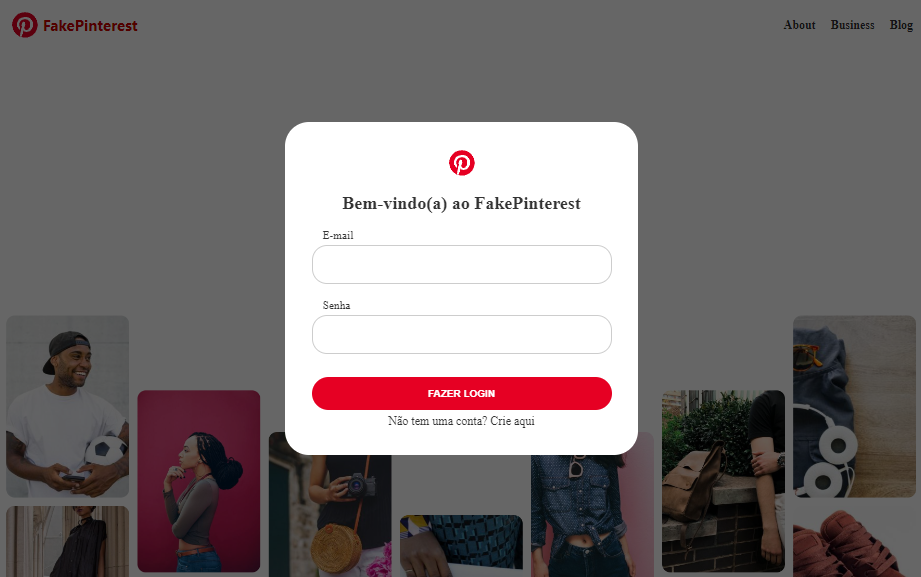 FakePinterest
About Business Blog
Bem-vindo(a) ao FakePinterest
E-mail
Senha
FAZER LOGIN
Não tem uma conta? Crie aqui